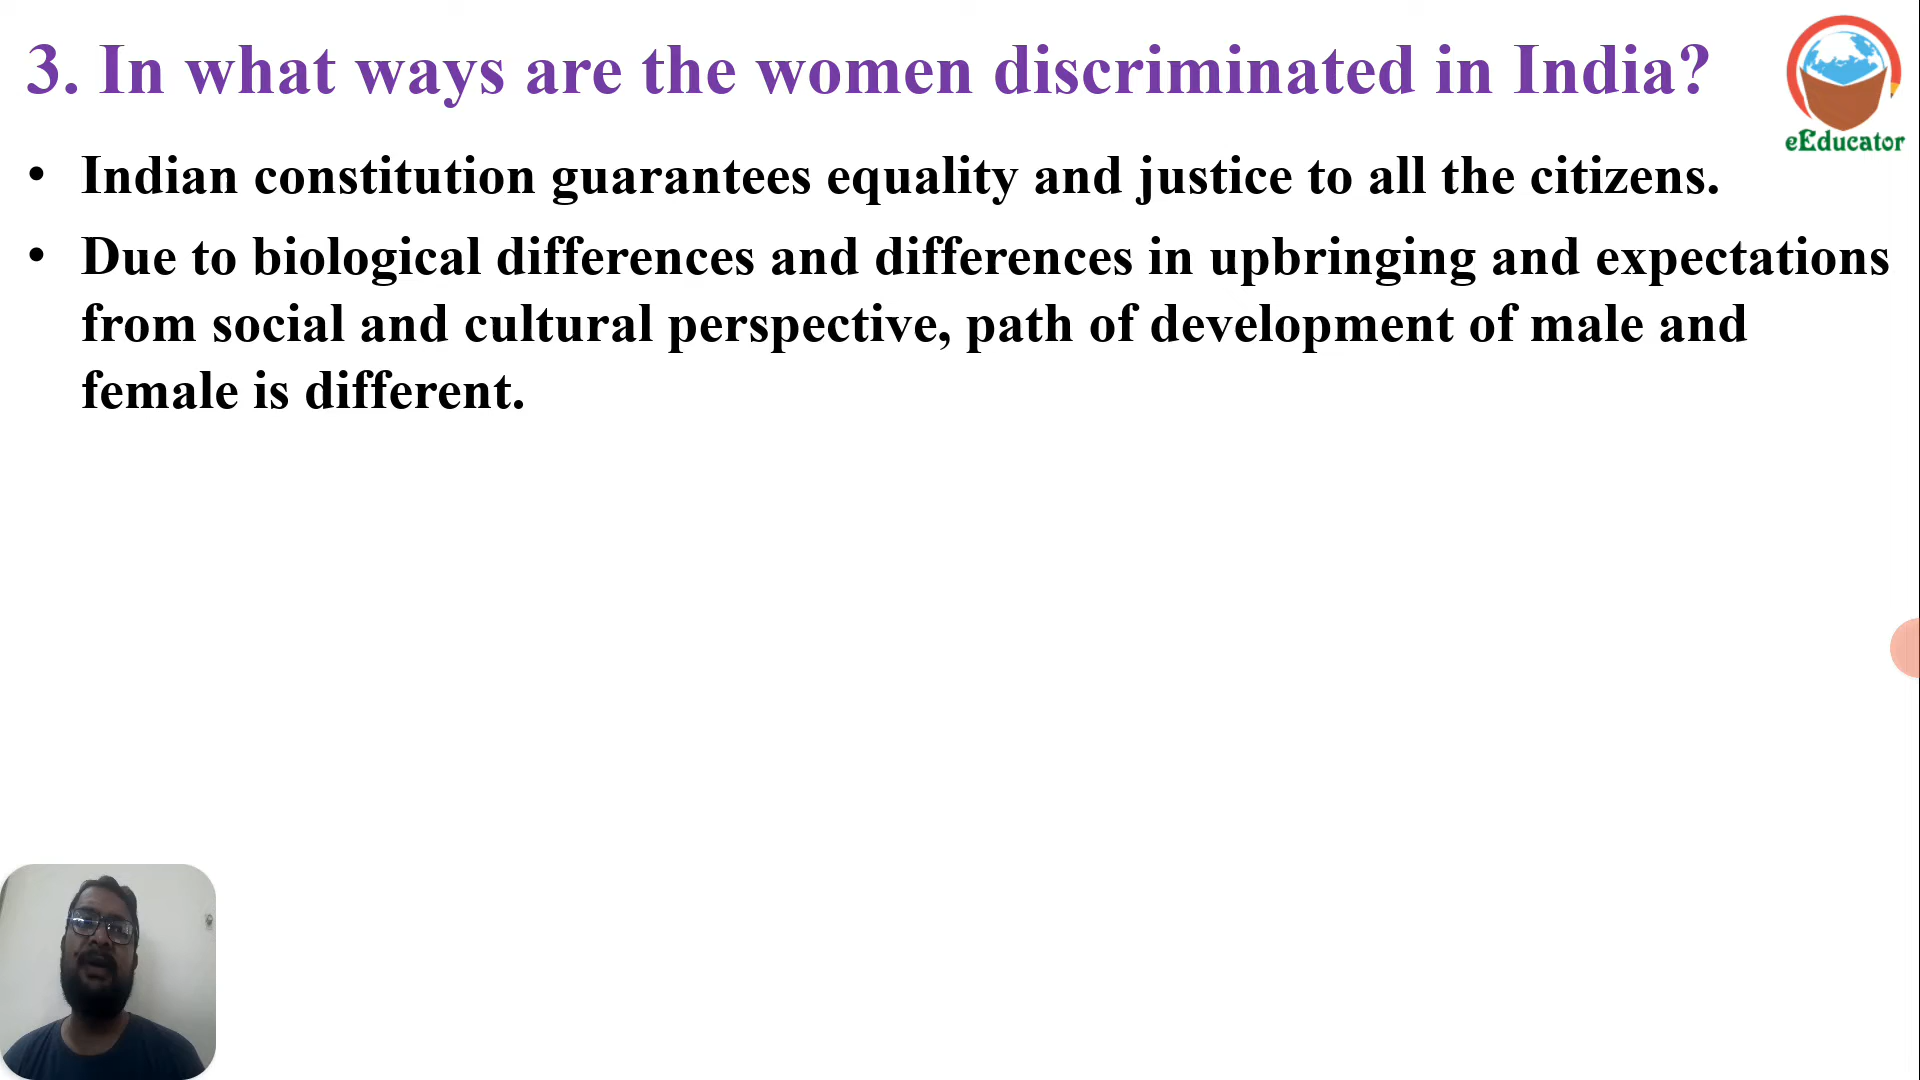 3. In what ways are the women discriminated in India?
eEducator
• Indian constitution guarantees equality and justice to all the citizens.
• Due to biological differences and differences in upbringing and expectations
from social and cultural perspective, path of development of male and
female is different.